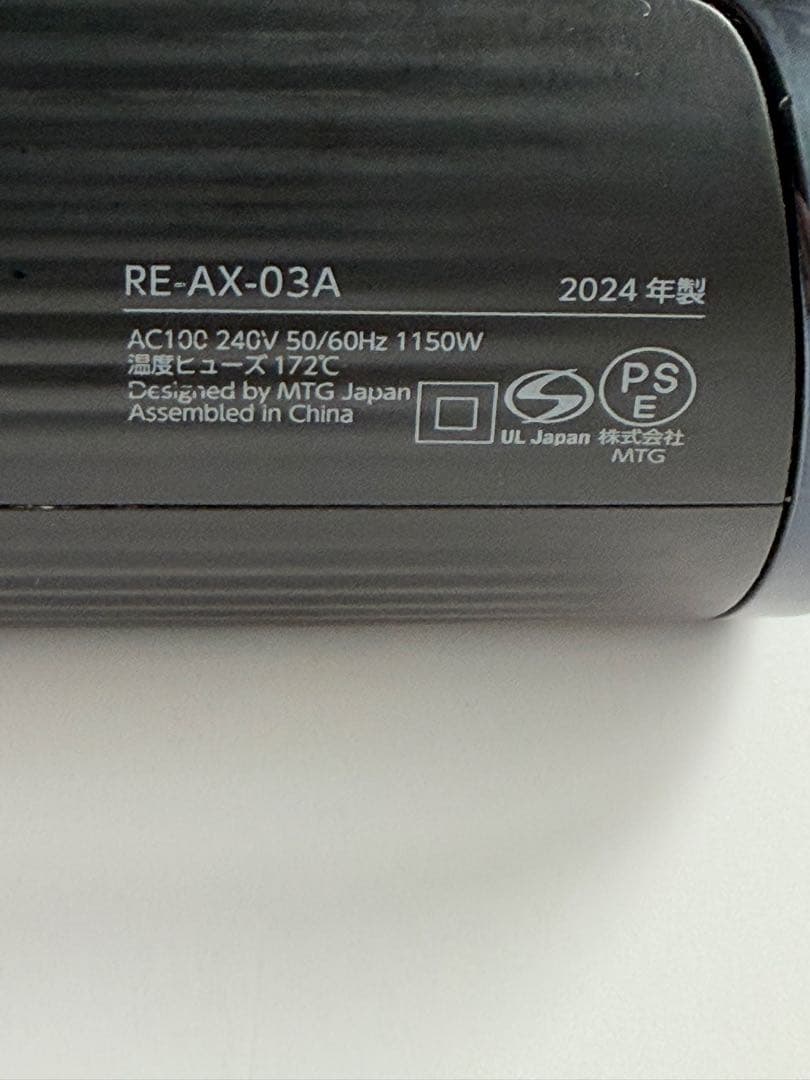 RE-AX-03A
2024 年製
AC100 240V 50/60Hz 1150W
温度ヒューズ 172℃
Designed by MTG Japan
Assembled in China
PS
E
UL Japan
株式会社
MTG